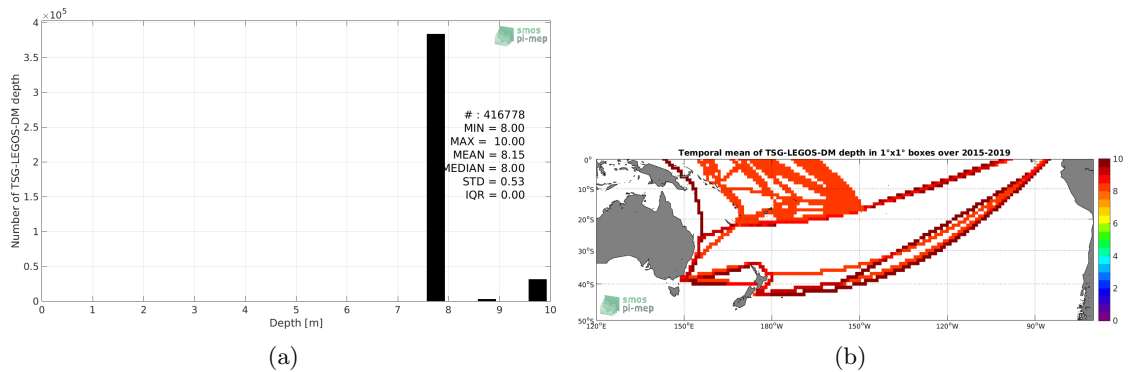 ×10⁵
4
3.5
3
2.5
2
1.5
1
0.5
0
0 1 2 3 4 5 6 7 8 9 10
Number of TSG-LEGOS-DM depth
Depth [m]
smos
pi-mep
# : 416778
MIN = 8.00
MAX = 10.00
MEAN = 8.15
MEDIAN = 8.00
STD = 0.53
IQR = 0.00
(a)
Temporal mean of TSG-LEGOS-DM depth in 1°x1° boxes over 2015-2019
0°
10°S
20°S
30°S
40°S
50°S
120°E 150°E 180°W 150°W 120°W 90°W
10
8
6
4
2
0
smos
pi-mep
(b)